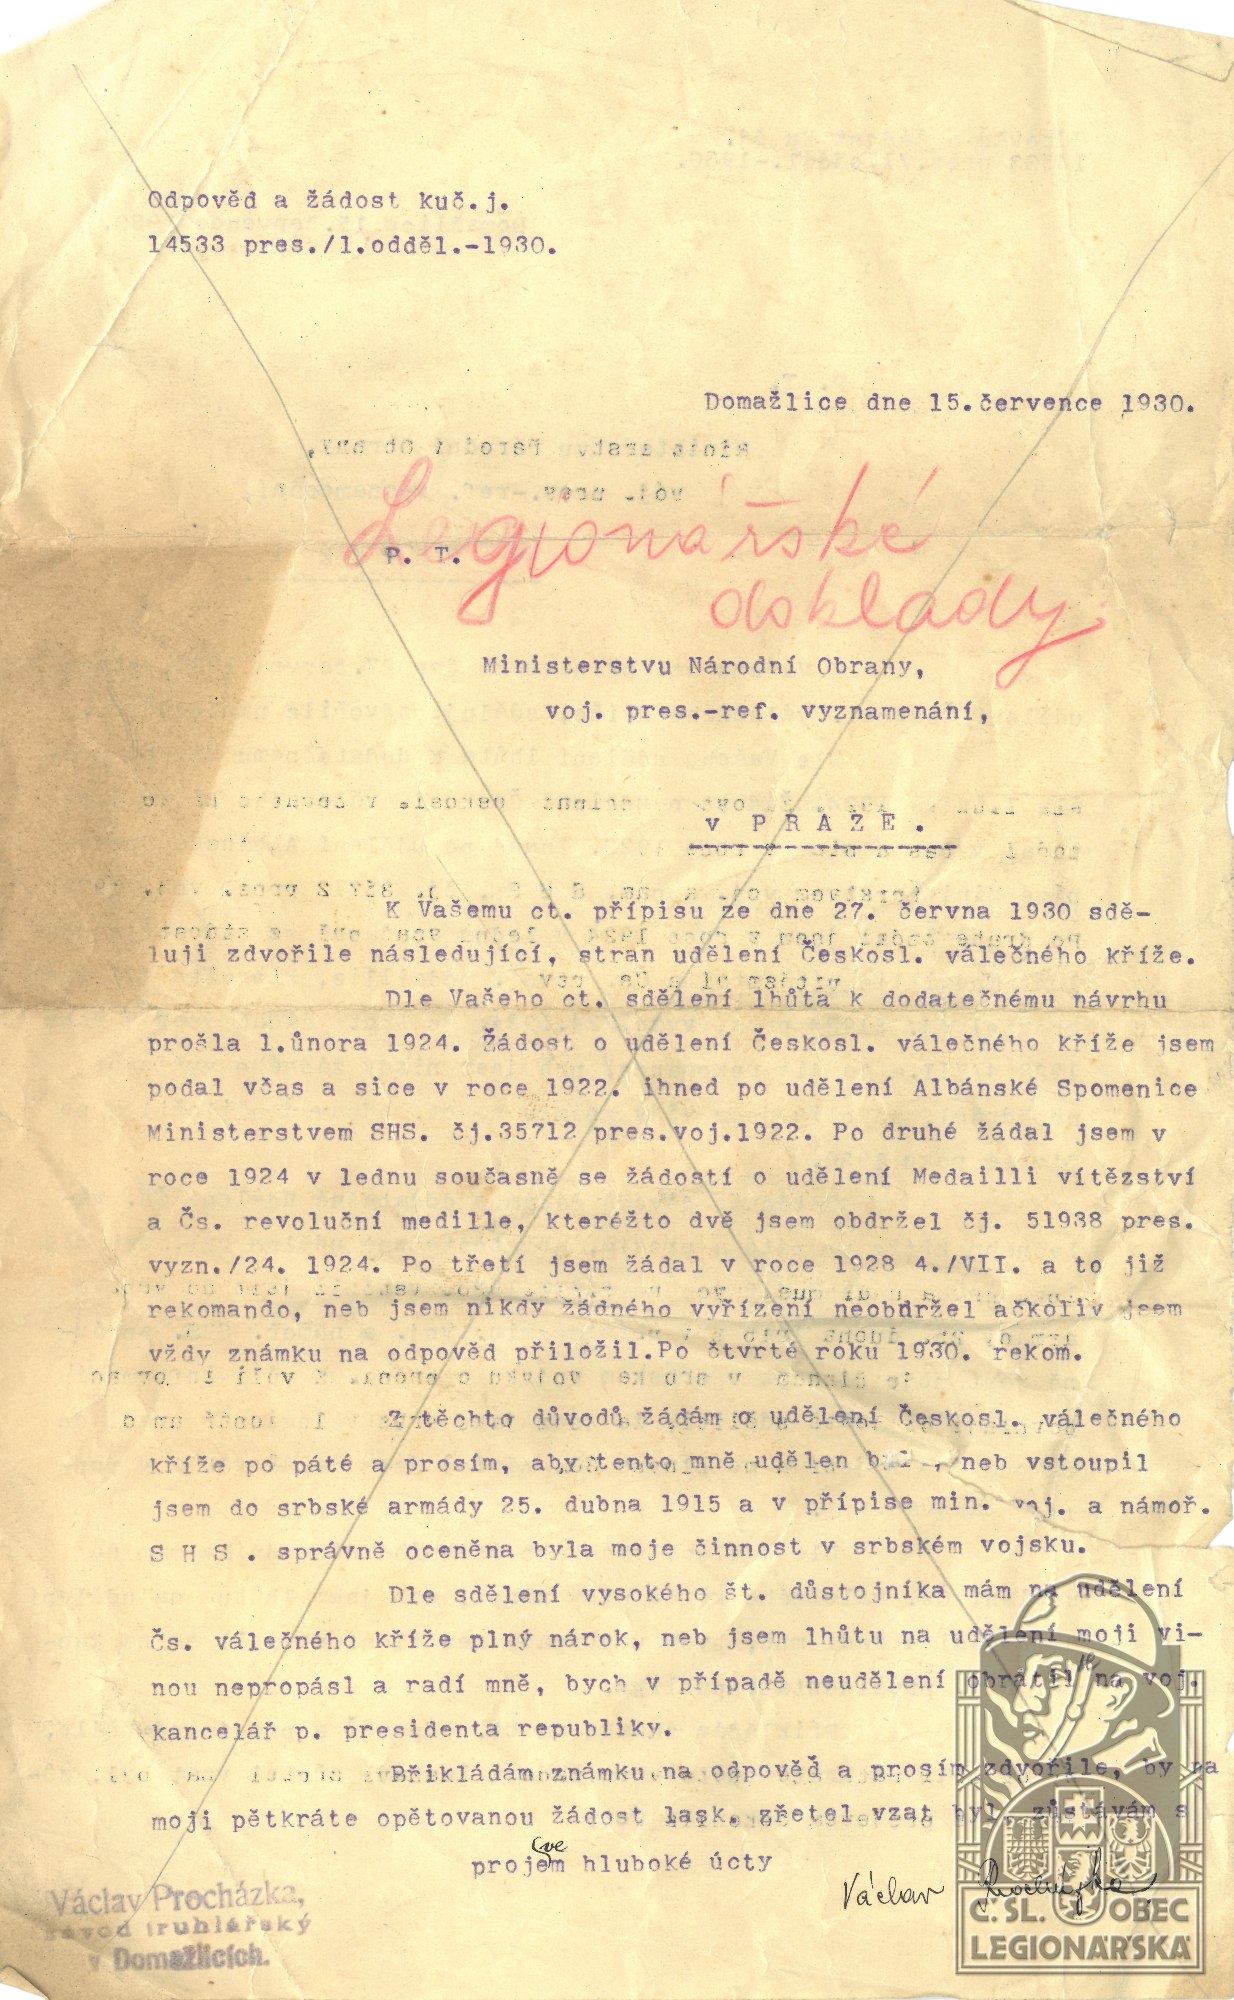 Odpověd a žádost kuč.j.
14533 pres./1.odděl.-1930.
Domažlice dne 15.července 1930.
Legionářské
P. T.
doklady
Ministerstvu Národní Obrany,
voj. pres.-ref. vyznamenání,
v P R A Z E .
K Vašemu ct. přípisu ze dne 27. června 1930 sdě-
luji zdvořile následující, stran udělení Českosl. válečného kříže.
Dle Vašeho ct. sdělení lhůta k dodatečnému návrhu
prošla 1.února 1924. Žádost o udělení Českosl. válečného kříže jsem
podal včas a sice v roce 1922. ihned po udělení Albánské Spomenice
Ministerstvem SHS. čj.35712 pres.voj.1922. Po druhé žádal jsem v
roce 1924 v lednu současně se žádostí o udělení Medailli vítězství
a Čs. revoluční medille, kteréžto dvě jsem obdržel čj. 51938 pres.
vyzn./24. 1924. Po třetí jsem žádal v roce 1928 4./VII. a to již
rekomando, neb jsem nikdy žádného vyřízení neobdržel ačkoliv jsem
vždy známku na odpověd přiložil.Po čtvrté roku 1930. rekom.
Z těchto důvodů žádám o udělení Českosl. válečného
kříže po páté a prosím, aby tento mně udělen byl , neb vstoupil
jsem do srbské armády 25. dubna 1915 a v přípise min. voj. a námoř.
S H S . správně oceněna byla moje činnost v srbském vojsku.
Dle sdělení vysokého št. důstojníka mám na udělení
Čs. válečného kříže plný nárok, neb jsem lhůtu na udělení moji vi-
nou nepropásl a radí mně, bych v případě neudělení obrátil na voj.
kancelář p. presidenta republiky.
Přikládám známku na odpověď a prosím zdvořile, by na
moji pětkráte opětovanou žádost lask. zřetel vzat byl, zůstávám s
projem hluboké úcty
sve
Václav Procházka
Václav Procházka,
závod truhlářský
v Domažlicích.
Č. SL. OBEC
LEGIONÁŘSKÁ